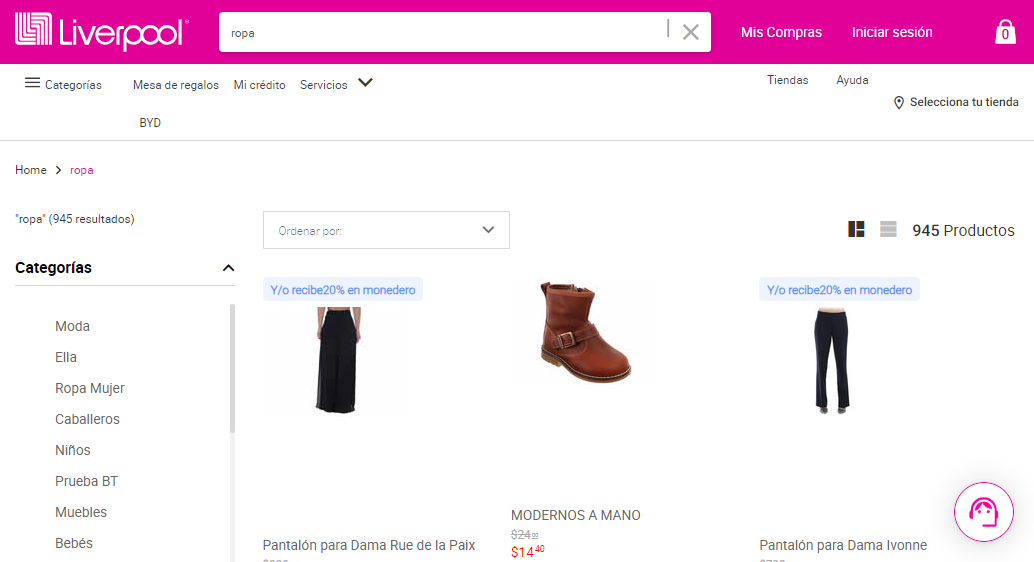 Liverpool
ropa
Mis Compras
Iniciar sesión
0
Categorías
Mesa de regalos
Mi crédito
Servicios
Tiendas
Ayuda
Selecciona tu tienda
BYD
Home
ropa
"ropa" (945 resultados)
Ordenar por:
945 Productos
Categorías
Moda
Ella
Ropa Mujer
Caballeros
Niños
Prueba BT
Muebles
Bebés
Y/o recibe20% en monedero
Pantalón para Dama Rue de la Paix
MODERNOS A MANO
$24
$14 40
Y/o recibe20% en monedero
Pantalón para Dama Ivonne